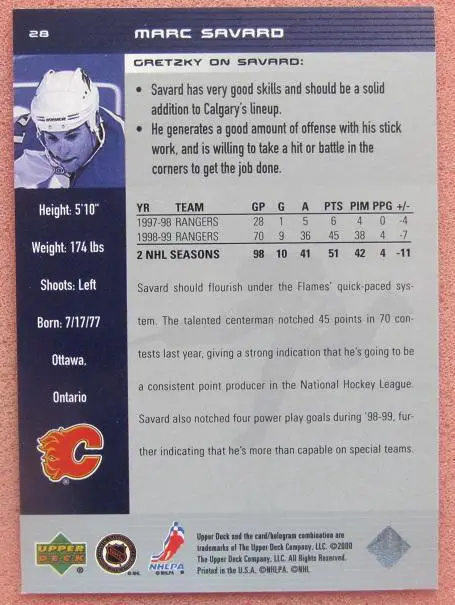 28 MARC SAVARD
GRETZKY ON SAVARD:
• Savard has very good skills and should be a solid
addition to Calgary's lineup.
• He generates a good amount of offense with his stick
work, and is willing to take a hit or battle in the
corners to get the job done.
Height: 5'10"
Weight: 174 lbs
Shoots: Left
Born: 7/17/77
Ottawa,
Ontario
YR TEAM GP G A PTS PIM PPG +/-
1997-98 RANGERS 28 1 5 6 4 0 -4
1998-99 RANGERS 70 9 36 45 38 4 -7
2 NHL SEASONS 98 10 41 51 42 4 -11
Savard should flourish under the Flames' quick-paced sys-
tem. The talented centerman notched 45 points in 70 con-
tests last year, giving a strong indication that he's going to be
a consistent point producer in the National Hockey League.
Savard also notched four power play goals during '98-99, fur-
ther indicating that he's more than capable on special teams.
C
®
UPPER
DECK
NHL
© NHL
NHLPA
© NHLPA
Upper Deck and the card/hologram combination are
trademarks of The Upper Deck Company, LLC. ©2000
The Upper Deck Company, LLC. All Rights Reserved.
Printed in the U.S.A. ©NHLPA. ©NHL